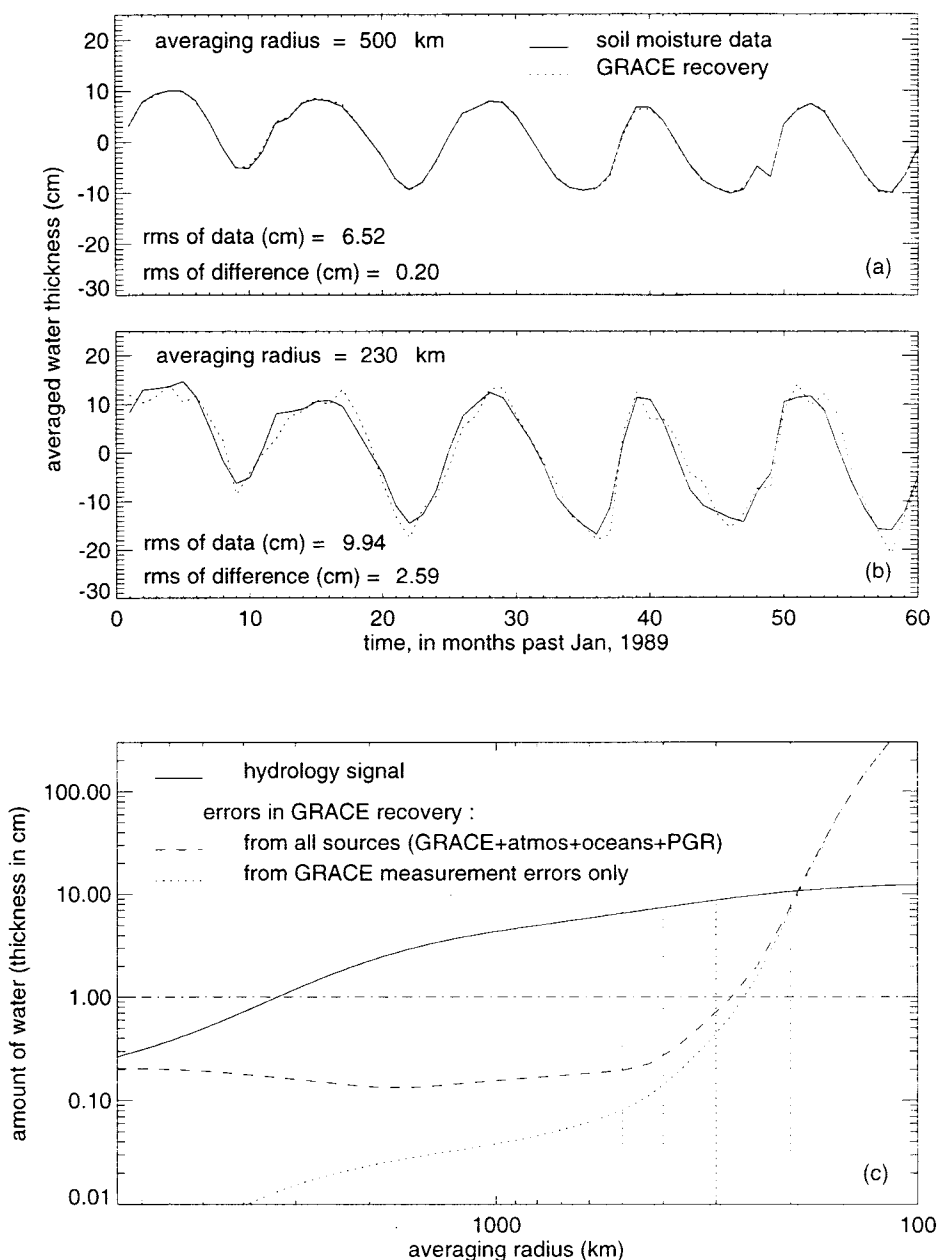 averaging radius = 500 km
soil moisture data
GRACE recovery
20
10
0
-10
-20
-30
rms of data (cm) = 6.52
rms of difference (cm) = 0.20
(a)
averaged water thickness (cm)
averaging radius = 230 km
20
10
0
-10
-20
-30
rms of data (cm) = 9.94
rms of difference (cm) = 2.59
(b)
0 10 20 30 40 50 60
time, in months past Jan, 1989
hydrology signal
errors in GRACE recovery :
from all sources (GRACE+atmos+oceans+PGR)
from GRACE measurement errors only
100.00
10.00
1.00
0.10
0.01
amount of water (thickness in cm)
(c)
1000 100
averaging radius (km)